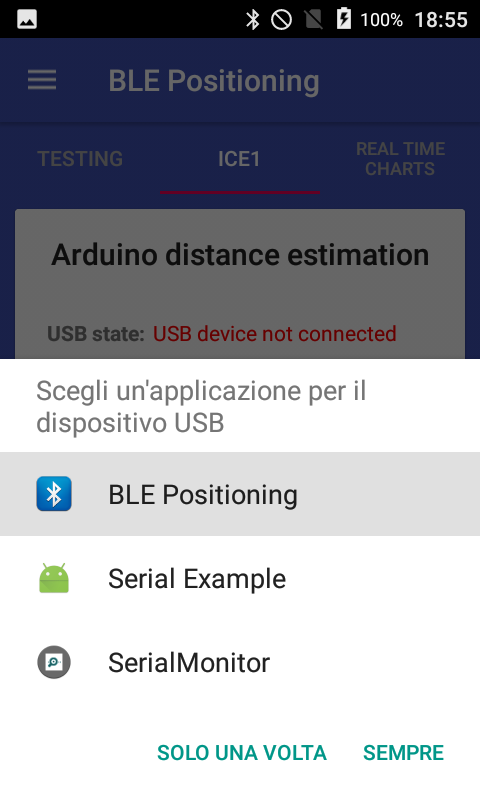 100% 18:55
BLE Positioning
TESTING ICE1 REAL TIME
CHARTS
Arduino distance estimation
USB state: USB device not connected
Scegli un'applicazione per il
dispositivo USB
BLE Positioning
Serial Example
SerialMonitor
SOLO UNA VOLTA SEMPRE